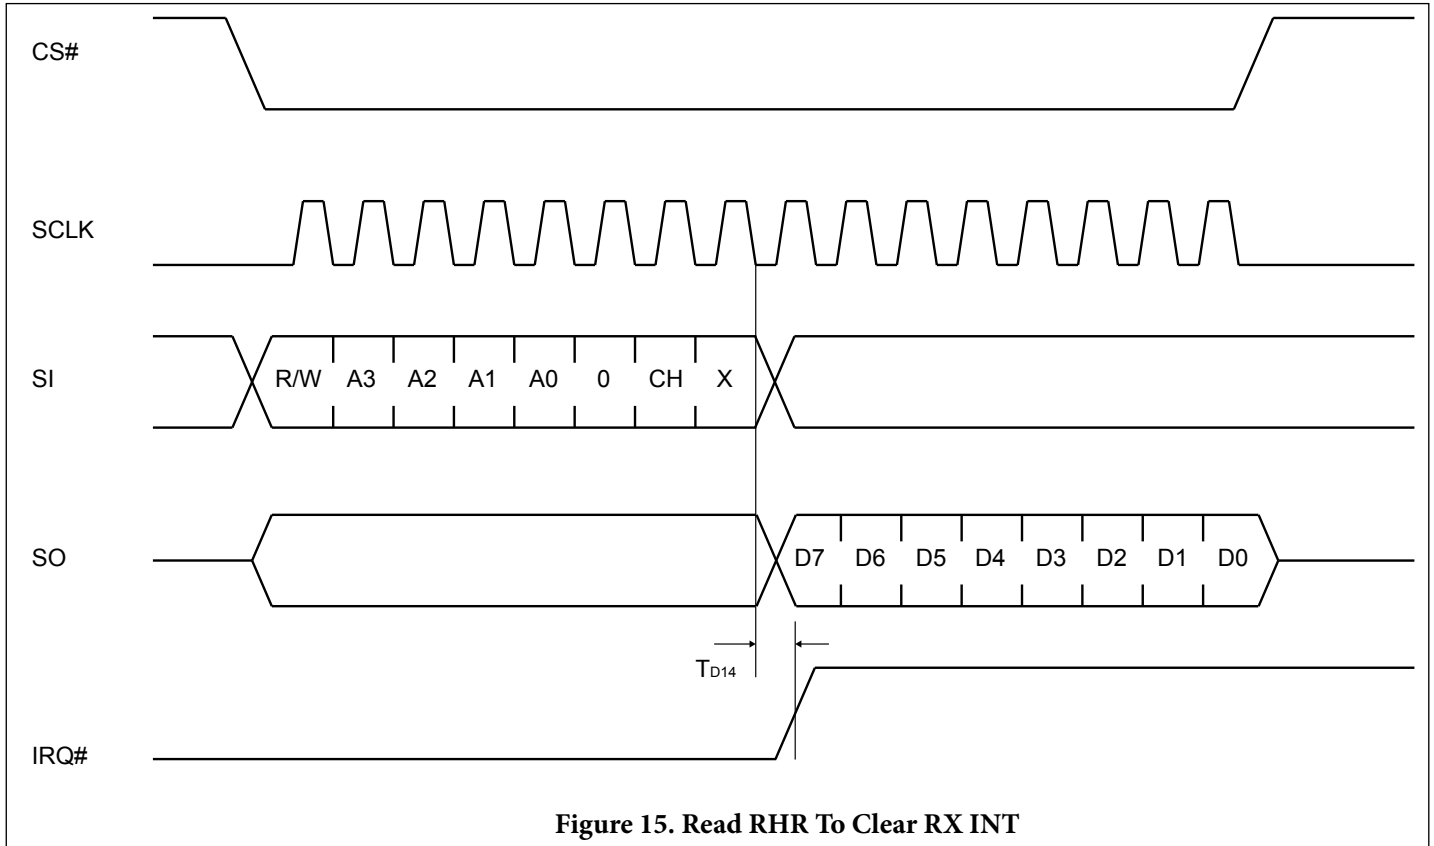 CS#
SCLK
SI
R/W A3 A2 A1 A0 0 CH X
SO
D7 D6 D5 D4 D3 D2 D1 D0
TD14
IRQ#
Figure 15. Read RHR To Clear RX INT